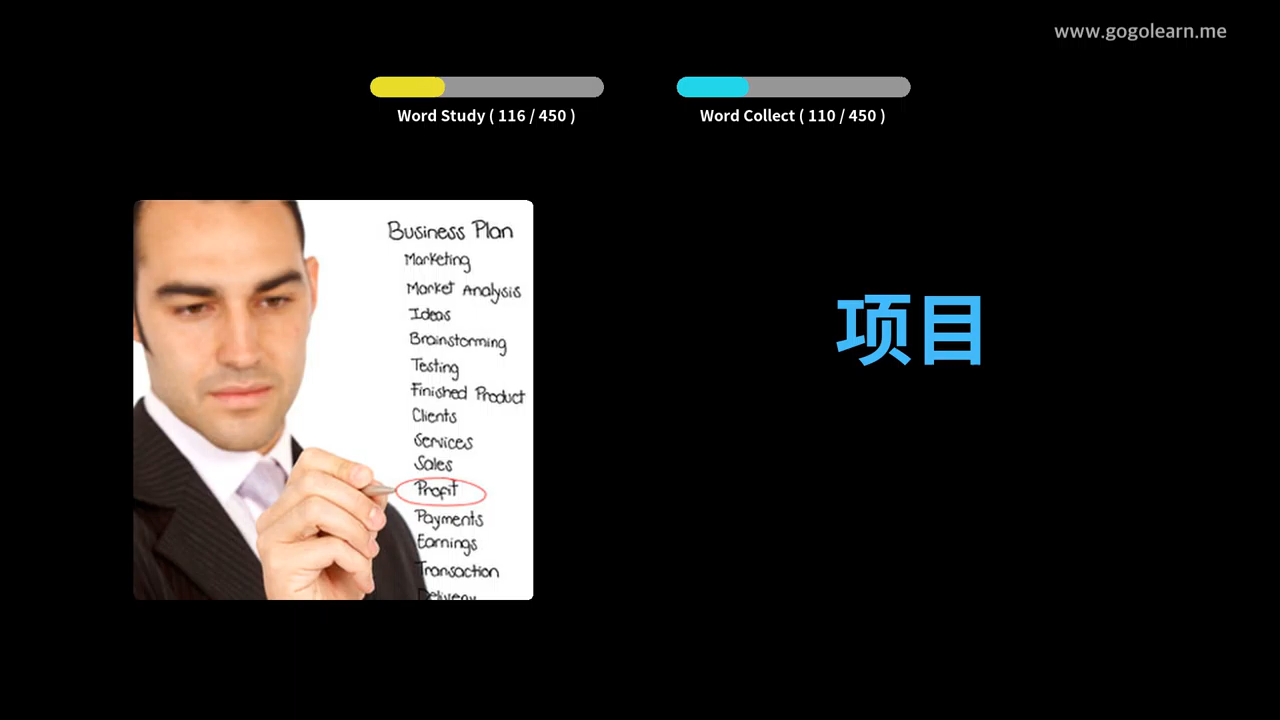 www.gogolearn.me
Word Study ( 116 / 450 )
Word Collect ( 110 / 450 )
Business Plan
Marketing
Market Analysis
Ideas
Brainstorming
Testing
Finished Product
Clients
Services
Sales
Profit
Payments
Earnings
Transaction
Delivery
项目